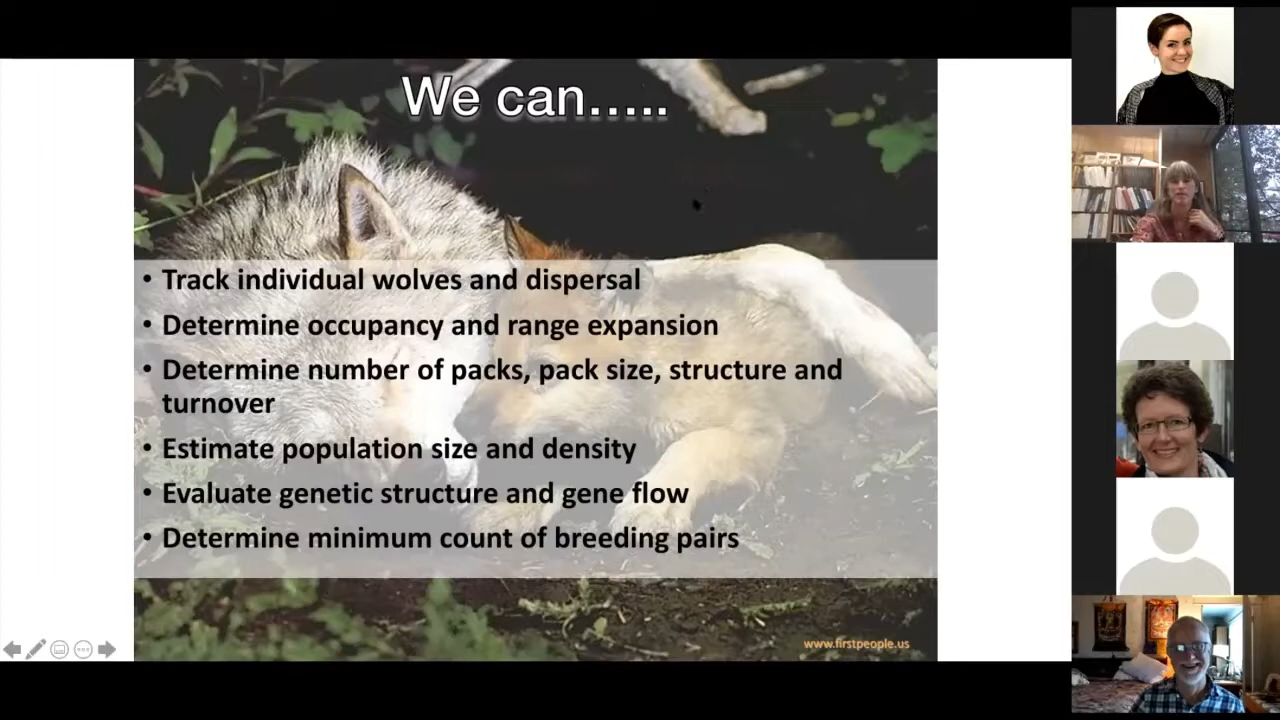 We can.....
• Track individual wolves and dispersal
• Determine occupancy and range expansion
• Determine number of packs, pack size, structure and
turnover
• Estimate population size and density
• Evaluate genetic structure and gene flow
• Determine minimum count of breeding pairs
www.firstpeople.us